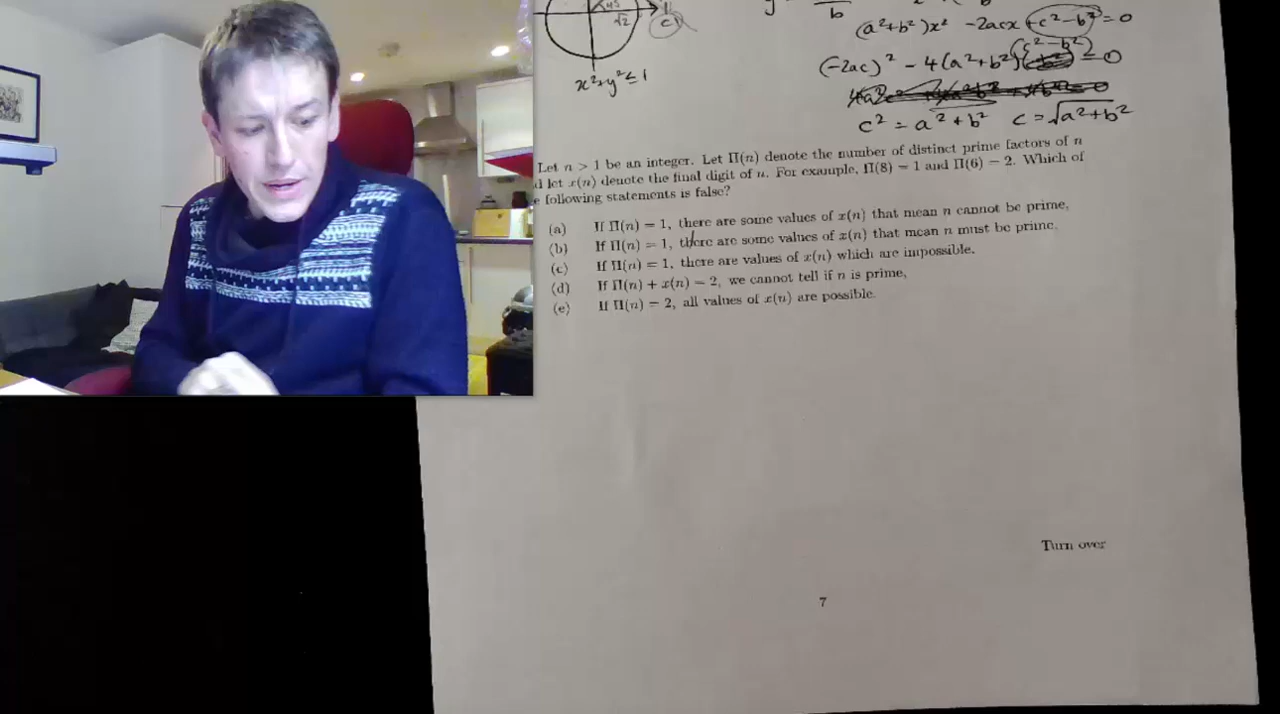 45
√2
x²+y² ≤ 1
b
(a²+b²)x² -2acx +c²-b² = 0
(-2ac)² - 4(a²+b²)(c²-b²) = 0
c² = a²+b² c = √a²+b²
Let n > 1 be an integer. Let Π(n) denote the number of distinct prime factors of n
d let x(n) denote the final digit of n. For example, Π(8) = 1 and Π(6) = 2. Which of
e following statements is false?
(a) If Π(n) = 1, there are some values of x(n) that mean n cannot be prime,
(b) If Π(n) = 1, there are some values of x(n) that mean n must be prime.
(c) If Π(n) = 1, there are values of x(n) which are impossible.
(d) If Π(n) + x(n) = 2, we cannot tell if n is prime,
(e) If Π(n) = 2, all values of x(n) are possible.
Turn over
7